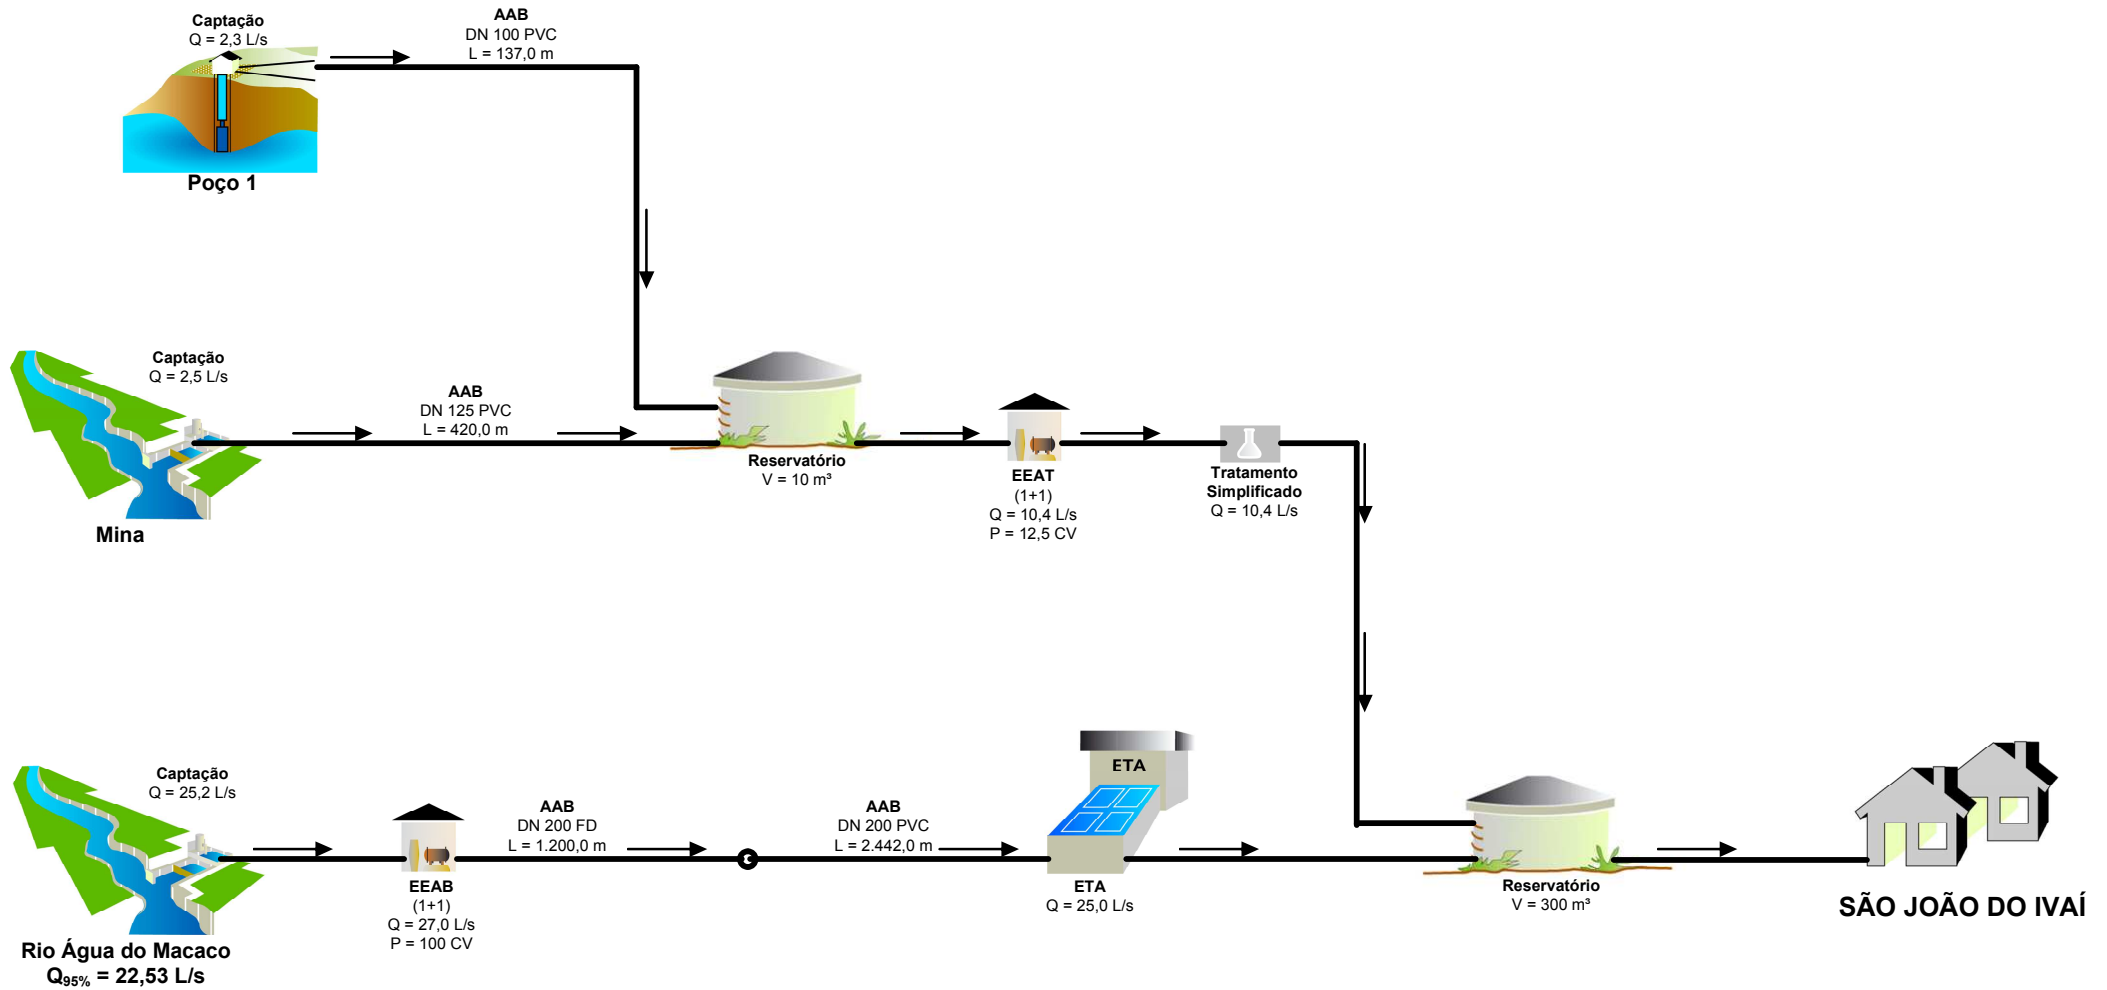 Captação
Q = 2,3 L/s
AAB
DN 100 PVC
L = 137,0 m
Poço 1
Captação
Q = 2,5 L/s
AAB
DN 125 PVC
L = 420,0 m
Mina
Reservatório
V = 10 m³
EEAT
(1+1)
Q = 10,4 L/s
P = 12,5 CV
Tratamento
Simplificado
Q = 10,4 L/s
Captação
Q = 25,2 L/s
EEAB
(1+1)
Q = 27,0 L/s
P = 100 CV
Rio Água do Macaco
Q95% = 22,53 L/s
AAB
DN 200 FD
L = 1.200,0 m
AAB
DN 200 PVC
L = 2.442,0 m
ETA
ETA
Q = 25,0 L/s
Reservatório
V = 300 m³
SÃO JOÃO DO IVAÍ